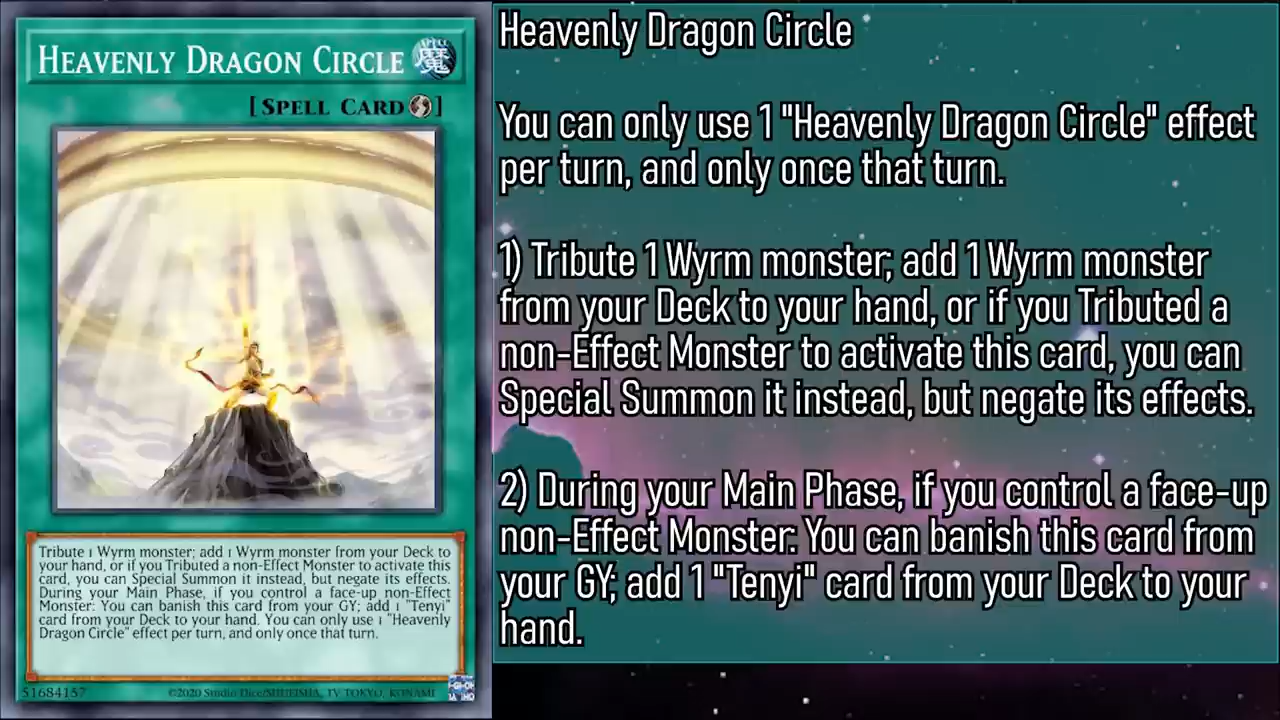 HEAVENLY DRAGON CIRCLE
魔
[SPELL CARD]
Tribute 1 Wyrm monster; add 1 Wyrm monster from your Deck to
your hand, or if you Tributed a non-Effect Monster to activate this
card, you can Special Summon it instead, but negate its effects.
During your Main Phase, if you control a face-up non-Effect
Monster: You can banish this card from your GY; add 1 "Tenyi"
card from your Deck to your hand. You can only use 1 "Heavenly
Dragon Circle" effect per turn, and only once that turn.
51684157
©2020 Studio Dice/SHUEISHA, TV TOKYO, KONAMI
Heavenly Dragon Circle
You can only use 1 "Heavenly Dragon Circle" effect
per turn, and only once that turn.
1) Tribute 1 Wyrm monster; add 1 Wyrm monster
from your Deck to your hand, or if you Tributed a
non-Effect Monster to activate this card, you can
Special Summon it instead, but negate its effects.
2) During your Main Phase, if you control a face-up
non-Effect Monster: You can banish this card from
your GY; add 1 "Tenyi" card from your Deck to your
hand.